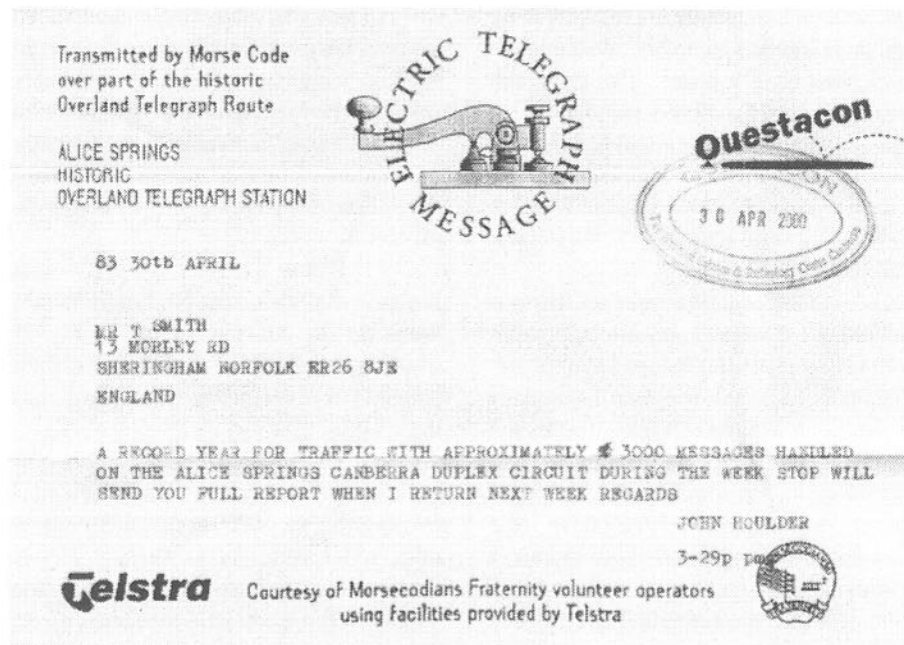 Transmitted by Morse Code
over part of the historic
Overland Telegraph Route
ALICE SPRINGS
HISTORIC
OVERLAND TELEGRAPH STATION
ELECTRIC TELEGRAPH
MESSAGE
Questacon
30 APR 2000
83 30th APRIL
MR T SMITH
13 MORLEY RD
SHERINGHAM NORFOLK ER26 8JE
ENGLAND
A RECORD YEAR FOR TRAFFIC WITH APPROXIMATELY 3000 MESSAGES HANDLED
ON THE ALICE SPRINGS CANBERRA DUPLEX CIRCUIT DURING THE WEEK STOP WILL
SEND YOU FULL REPORT WHEN I RETURN NEXT WEEK REGARDS
JOHN HOULDER
3-29p
Telstra
Courtesy of Morsecodians Fraternity volunteer operators
using facilities provided by Telstra